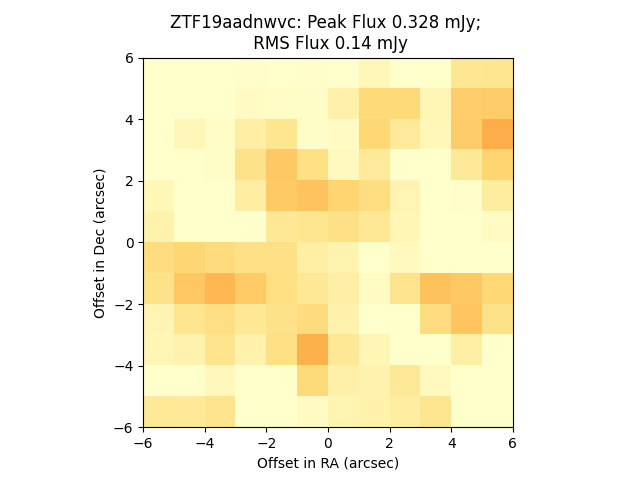 ZTF19aadnwvc: Peak Flux 0.328 mJy;
RMS Flux 0.14 mJy
6
4
2
0
−2
−4
−6
Offset in Dec (arcsec)
−6 −4 −2 0 2 4 6
Offset in RA (arcsec)